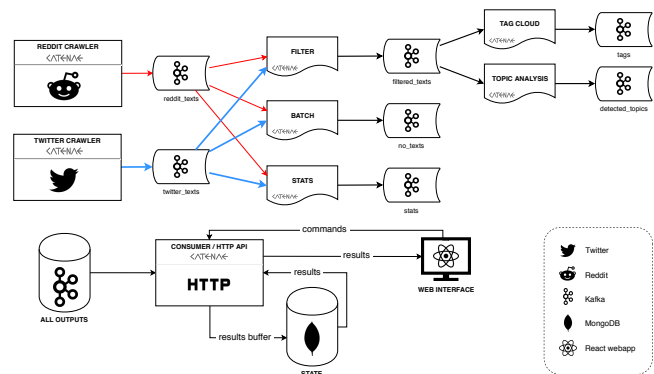 REDDIT CRAWLER
CATENAE
reddit_texts
TWITTER CRAWLER
CATENAE
twitter_texts
FILTER
CATENAE
filtered_texts
BATCH
CATENAE
no_texts
STATS
CATENAE
stats
TAG CLOUD
CATENAE
tags
TOPIC ANALYSIS
CATENAE
detected_topics
commands
CONSUMER / HTTP API
CATENAE
HTTP
results
results
ALL OUTPUTS
WEB INTERFACE
results buffer
STATE
Twitter
Reddit
Kafka
MongoDB
React webapp